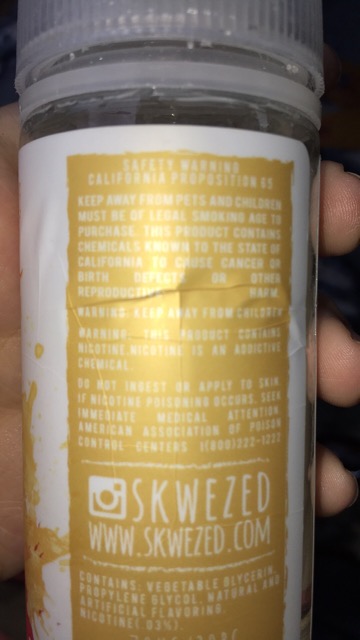 SAFETY WARNING
CALIFORNIA PROPOSITION 65
KEEP AWAY FROM PETS AND CHILDREN
MUST BE OF LEGAL SMOKING AGE TO
PURCHASE. THIS PRODUCT CONTAINS
CHEMICALS KNOWN TO THE STATE OF
CALIFORNIA TO CAUSE CANCER OR
BIRTH DEFECTS OR OTHER
REPRODUCTIVE HARM.
WARNING. KEEP AWAY FROM CHILDREN
WARNING: THIS PRODUCT CONTAINS
NICOTINE.NICOTINE IS AN ADDICTIVE
CHEMICAL.
DO NOT INGEST OR APPLY TO SKIN.
IF NICOTINE POISONING OCCURS, SEEK
IMMEDIATE MEDICAL ATTENTION.
AMERICAN ASSOCIATION OF POISON
CONTROL CENTERS 1(800)222-1222
SKWEZED
WWW.SKWEZED.COM
CONTAINS: VEGETABLE GLYCERIN,
PROPYLENE GLYCOL, NATURAL AND
ARTIFICIAL FLAVORING,
NICOTINE(.03%).